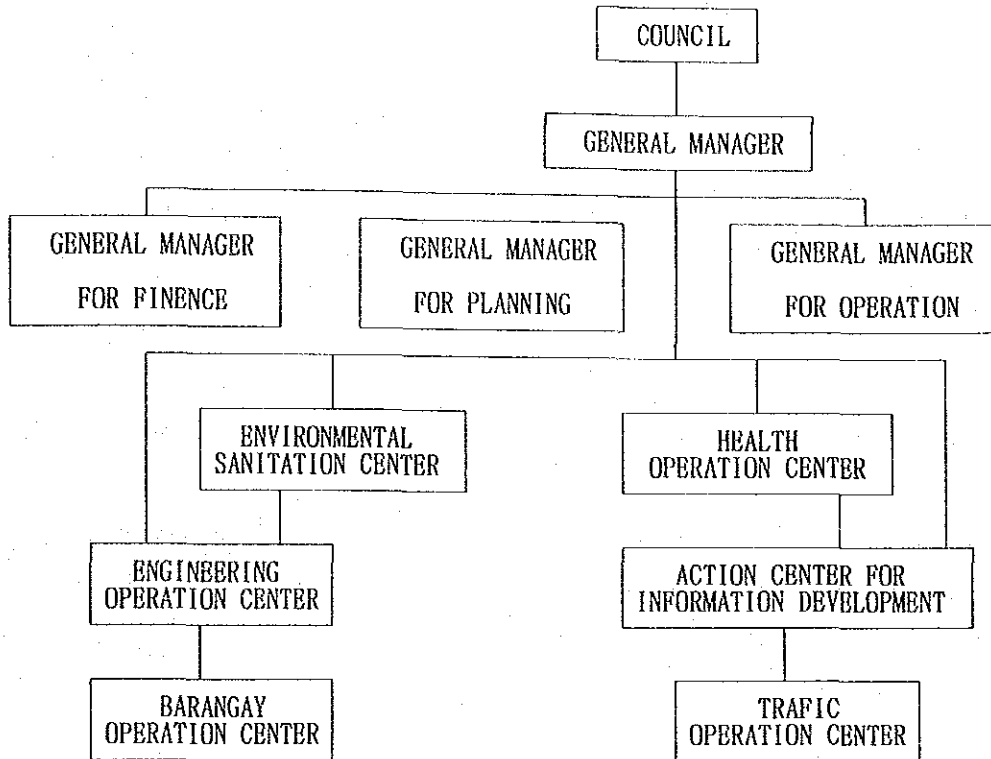 COUNCIL
GENERAL MANAGER
GENERAL MANAGER
FOR FINENCE
GENERAL MANAGER
FOR PLANNING
GENERAL MANAGER
FOR OPERATION
ENVIRONMENTAL
SANITATION CENTER
HEALTH
OPERATION CENTER
ENGINEERING
OPERATION CENTER
ACTION CENTER FOR
INFORMATION DEVELOPMENT
BARANGAY
OPERATION CENTER
TRAFIC
OPERATION CENTER